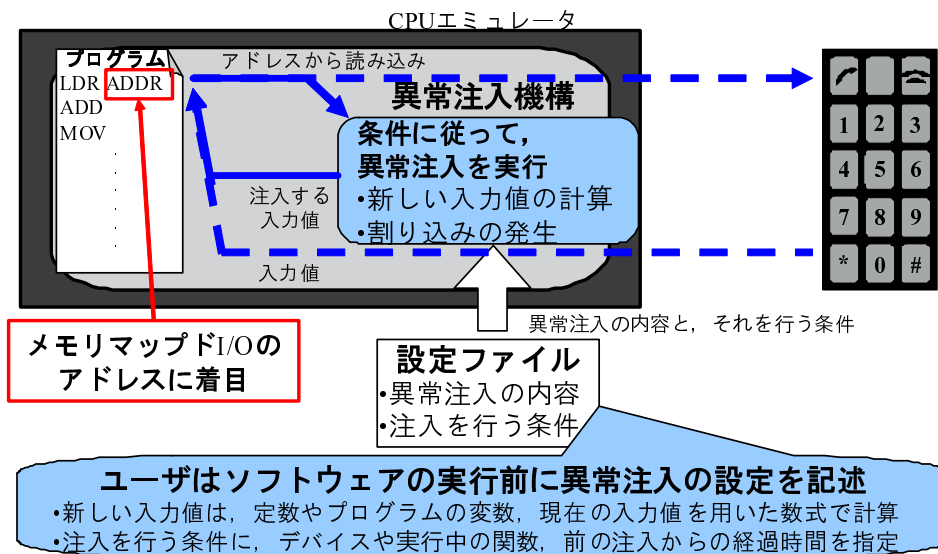 CPUエミュレータ
プログラム
LDR ADDR
ADD
MOV
.
.
.
.
.
.
アドレスから読み込み
異常注入機構
条件に従って，
異常注入を実行
•新しい入力値の計算
•割り込みの発生
注入する
入力値
入力値
1 2 3
4 5 6
7 8 9
* 0 #
メモリマップドI/Oの
アドレスに着目
異常注入の内容と，それを行う条件
設定ファイル
•異常注入の内容
•注入を行う条件
ユーザはソフトウェアの実行前に異常注入の設定を記述
•新しい入力値は，定数やプログラムの変数，現在の入力値を用いた数式で計算
•注入を行う条件に，デバイスや実行中の関数，前の注入からの経過時間を指定